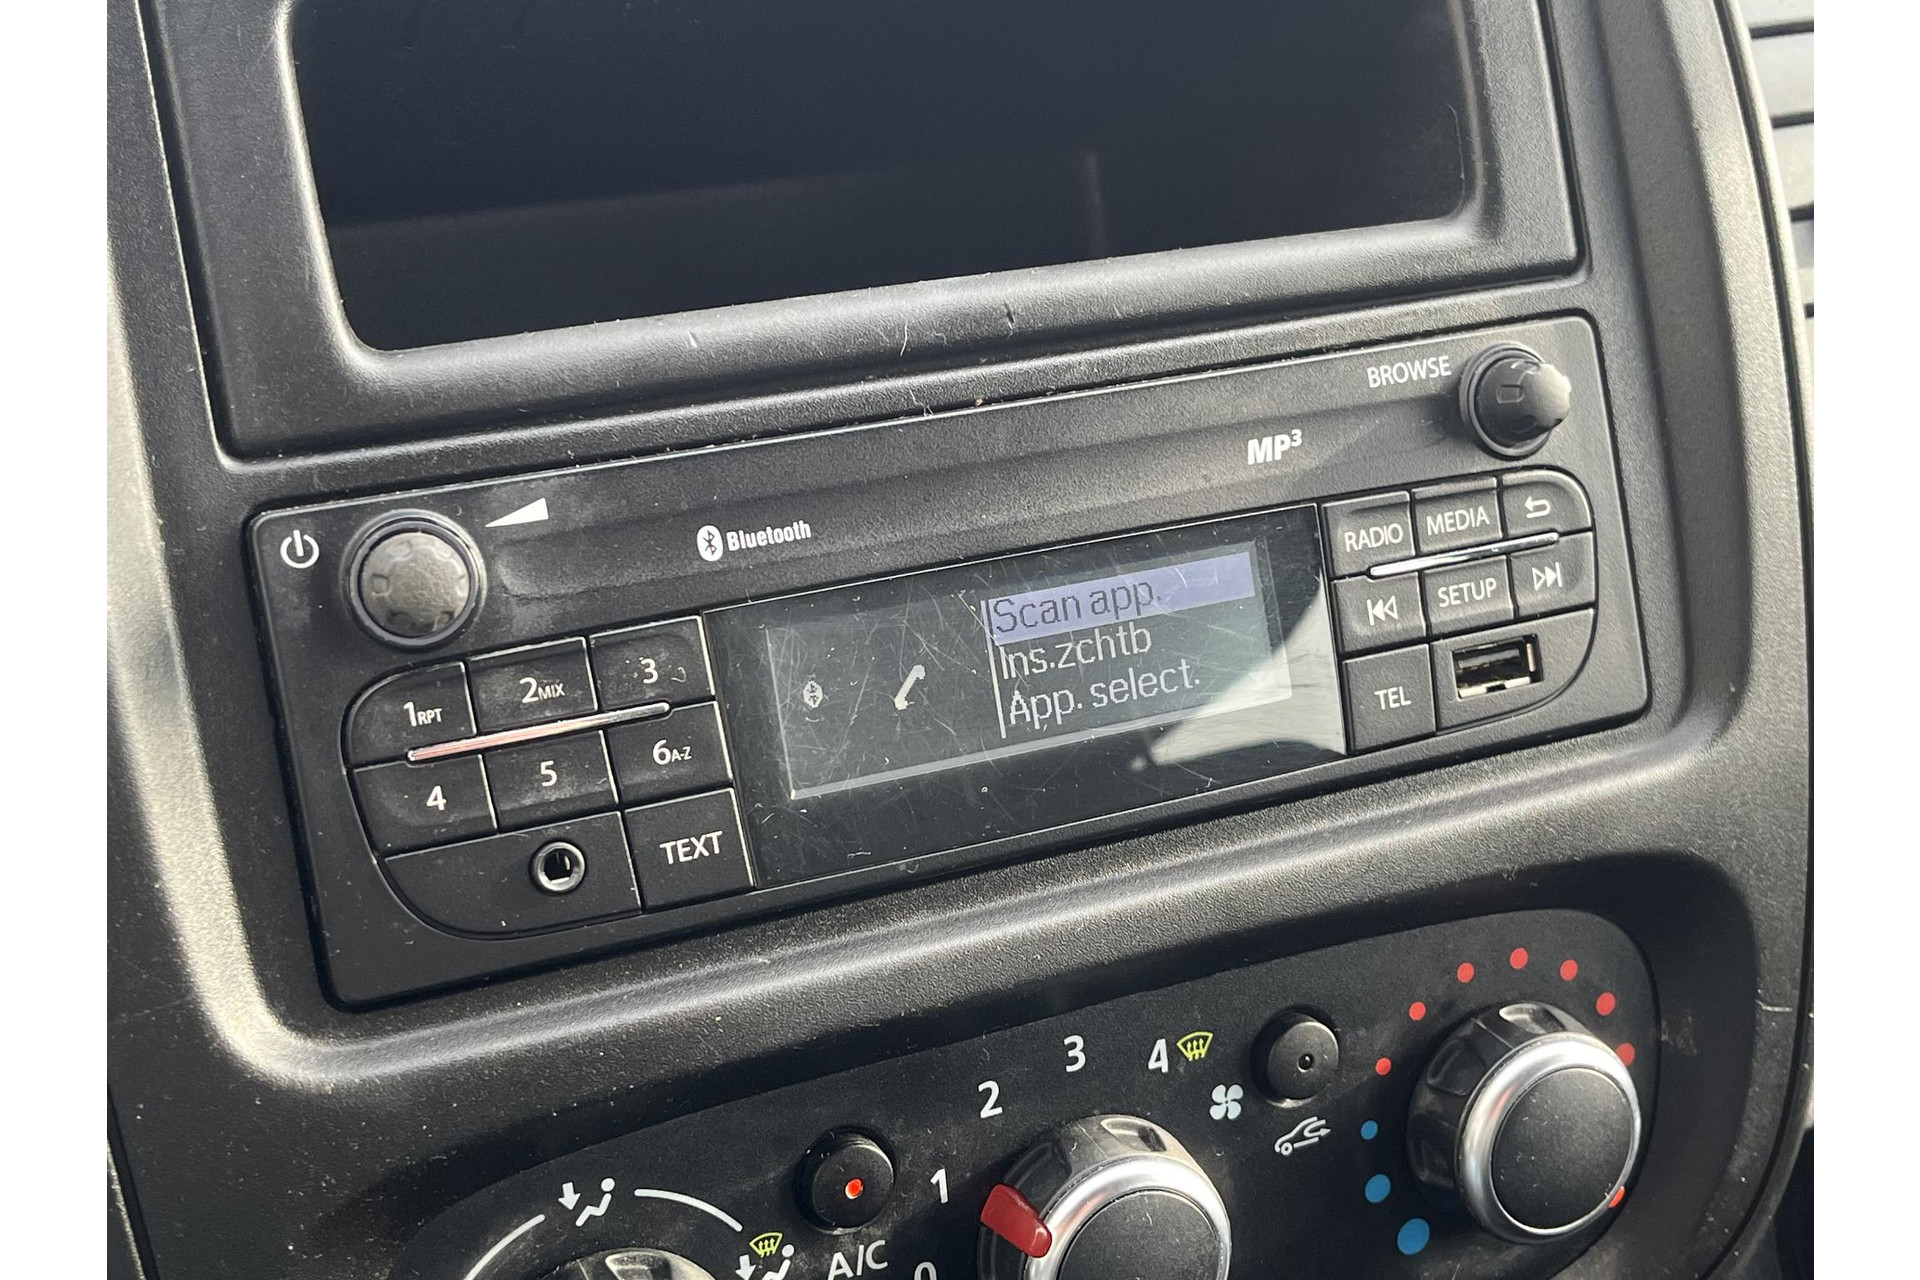 BROWSE
MP3
Bluetooth
RADIO
MEDIA
SETUP
TEL
Scan app.
Ins.zchtb
App. select.
1RPT
2MIX
3
4
5
6A-Z
TEXT
0
1
2
3
4
A/C